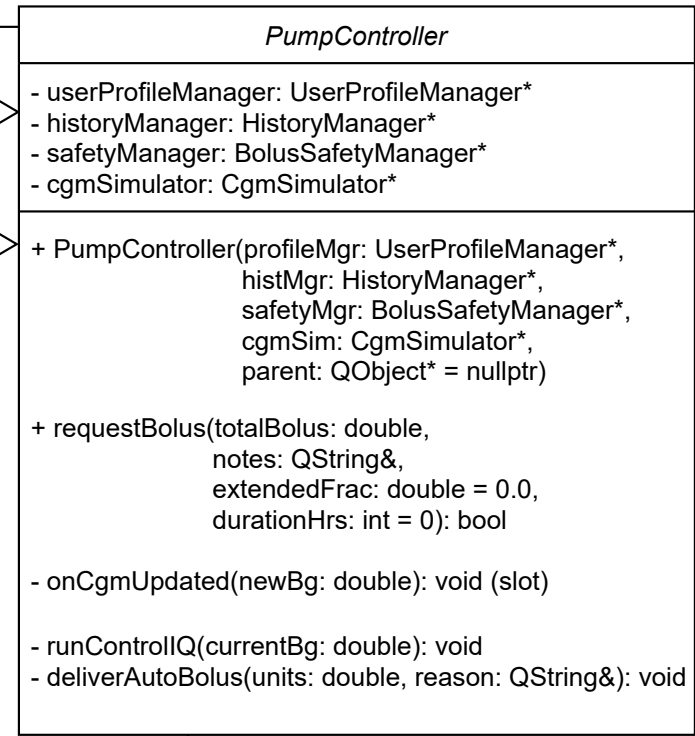 PumpController
- userProfileManager: UserProfileManager*
- historyManager: HistoryManager*
- safetyManager: BolusSafetyManager*
- cgmSimulator: CgmSimulator*
+ PumpController(profileMgr: UserProfileManager*,
histMgr: HistoryManager*,
safetyMgr: BolusSafetyManager*,
cgmSim: CgmSimulator*,
parent: QObject* = nullptr)
+ requestBolus(totalBolus: double,
notes: QString&,
extendedFrac: double = 0.0,
durationHrs: int = 0): bool
- onCgmUpdated(newBg: double): void (slot)
- runControlIQ(currentBg: double): void
- deliverAutoBolus(units: double, reason: QString&): void